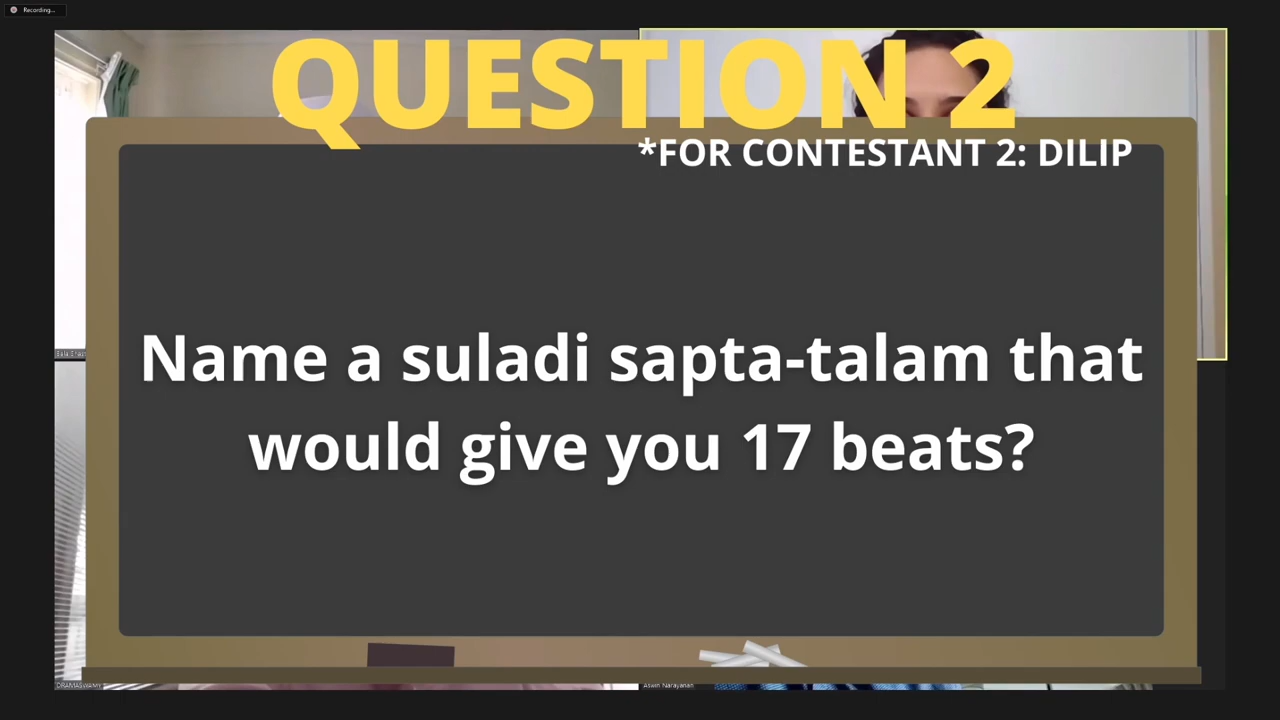 Recording...
QUESTION 2
*FOR CONTESTANT 2: DILIP
Name a suladi sapta-talam that
would give you 17 beats?
DRAMASWAMY
Aswin Narayanan